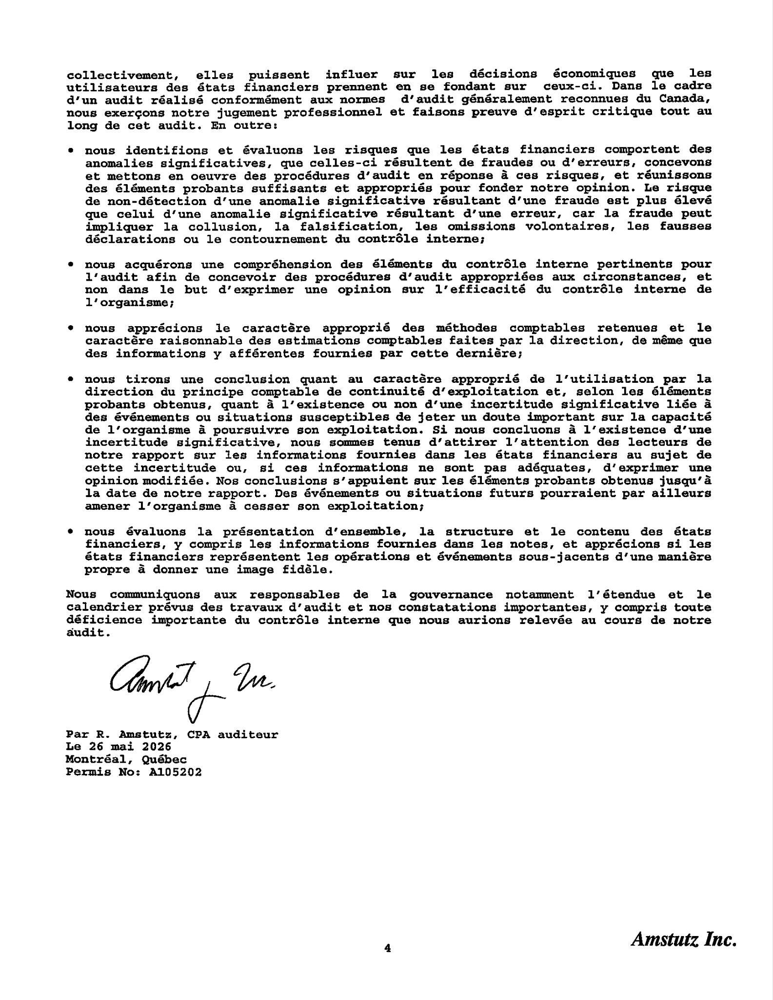 collectivement, elles puissent influer sur les décisions économiques que les
utilisateurs des états financiers prennent en se fondant sur ceux-ci. Dans le cadre
d'un audit réalisé conformément aux normes d'audit généralement reconnues du Canada,
nous exerçons notre jugement professionnel et faisons preuve d'esprit critique tout au
long de cet audit. En outre:
• nous identifions et évaluons les risques que les états financiers comportent des
anomalies significatives, que celles-ci résultent de fraudes ou d'erreurs, concevons
et mettons en oeuvre des procédures d'audit en réponse à ces risques, et réunissons
des éléments probants suffisants et appropriés pour fonder notre opinion. Le risque
de non-détection d'une anomalie significative résultant d'une fraude est plus élevé
que celui d'une anomalie significative résultant d'une erreur, car la fraude peut
impliquer la collusion, la falsification, les omissions volontaires, les fausses
déclarations ou le contournement du contrôle interne;
• nous acquérons une compréhension des éléments du contrôle interne pertinents pour
l'audit afin de concevoir des procédures d'audit appropriées aux circonstances, et
non dans le but d'exprimer une opinion sur l'efficacité du contrôle interne de
l'organisme;
• nous apprécions le caractère approprié des méthodes comptables retenues et le
caractère raisonnable des estimations comptables faites par la direction, de même que
des informations y afférentes fournies par cette dernière;
• nous tirons une conclusion quant au caractère approprié de l'utilisation par la
direction du principe comptable de continuité d'exploitation et, selon les éléments
probants obtenus, quant à l'existence ou non d'une incertitude significative liée à
des événements ou situations susceptibles de jeter un doute important sur la capacité
de l'organisme à poursuivre son exploitation. Si nous concluons à l'existence d'une
incertitude significative, nous sommes tenus d'attirer l'attention des lecteurs de
notre rapport sur les informations fournies dans les états financiers au sujet de
cette incertitude ou, si ces informations ne sont pas adéquates, d'exprimer une
opinion modifiée. Nos conclusions s'appuient sur les éléments probants obtenus jusqu'à
la date de notre rapport. Des événements ou situations futurs pourraient par ailleurs
amener l'organisme à cesser son exploitation;
• nous évaluons la présentation d'ensemble, la structure et le contenu des états
financiers, y compris les informations fournies dans les notes, et apprécions si les
états financiers représentent les opérations et événements sous-jacents d'une manière
propre à donner une image fidèle.
Nous communiquons aux responsables de la gouvernance notamment l'étendue et le
calendrier prévus des travaux d'audit et nos constatations importantes, y compris toute
déficience importante du contrôle interne que nous aurions relevée au cours de notre
audit.
Par R. Amstutz, CPA auditeur
Le 26 mai 2026
Montréal, Québec
Permis No: A105202
4
Amstutz Inc.